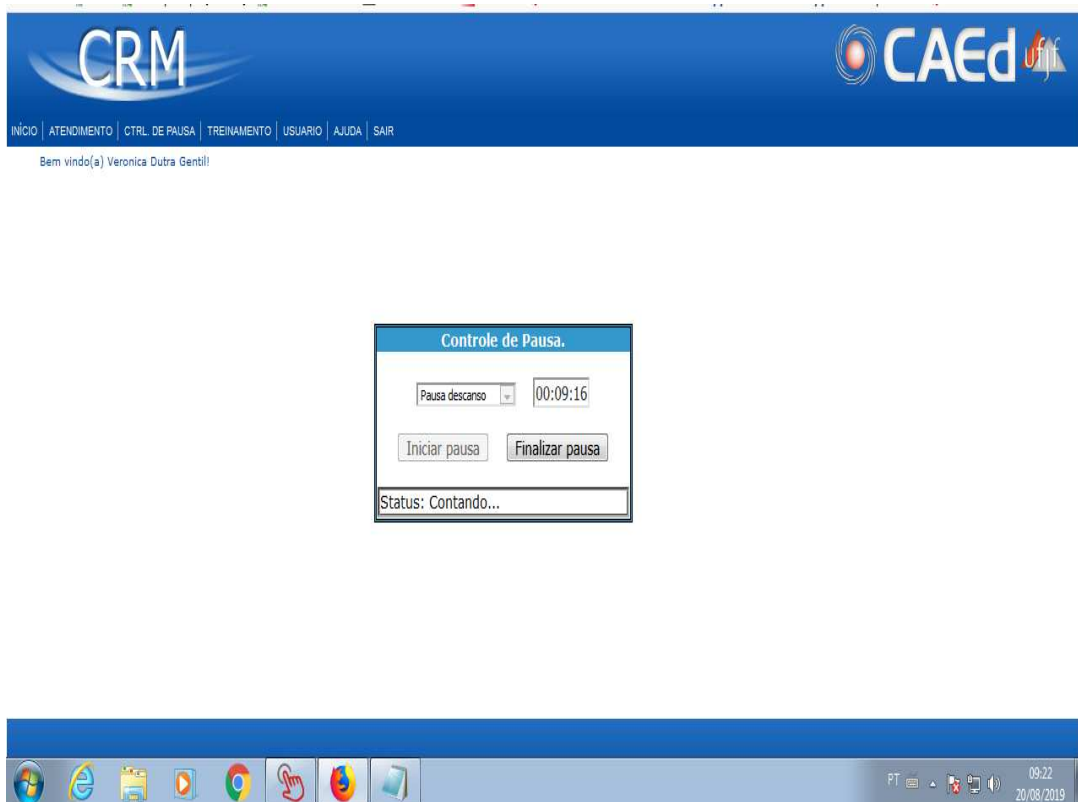 CRM
CAEd ufjf
INÍCIO | ATENDIMENTO | CTRL. DE PAUSA | TREINAMENTO | USUARIO | AJUDA | SAIR
Bem vindo(a) Veronica Dutra Gentil!
Controle de Pausa.
Pausa descanso 00:09:16
Iniciar pausa Finalizar pausa
Status: Contando...
PT 09:22
20/08/2019